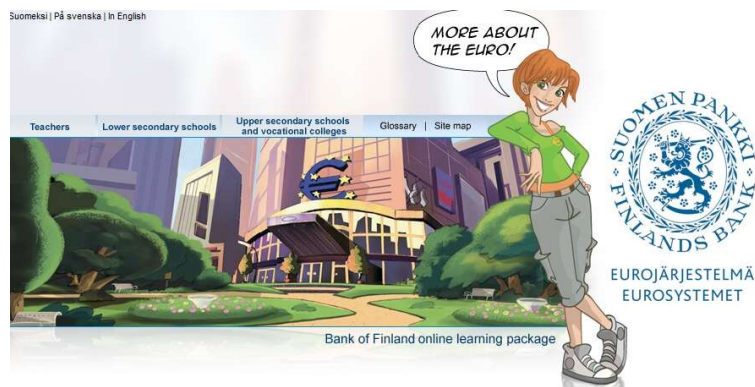 Suomeksi | På svenska | In English
MORE ABOUT
THE EURO!
Teachers
Lower secondary schools
Upper secondary schools
and vocational colleges
Glossary | Site map
Bank of Finland online learning package
SUOMEN PANKKI
FINLANDS BANK
EUROJÄRJESTELMÄ
EUROSYSTEMET